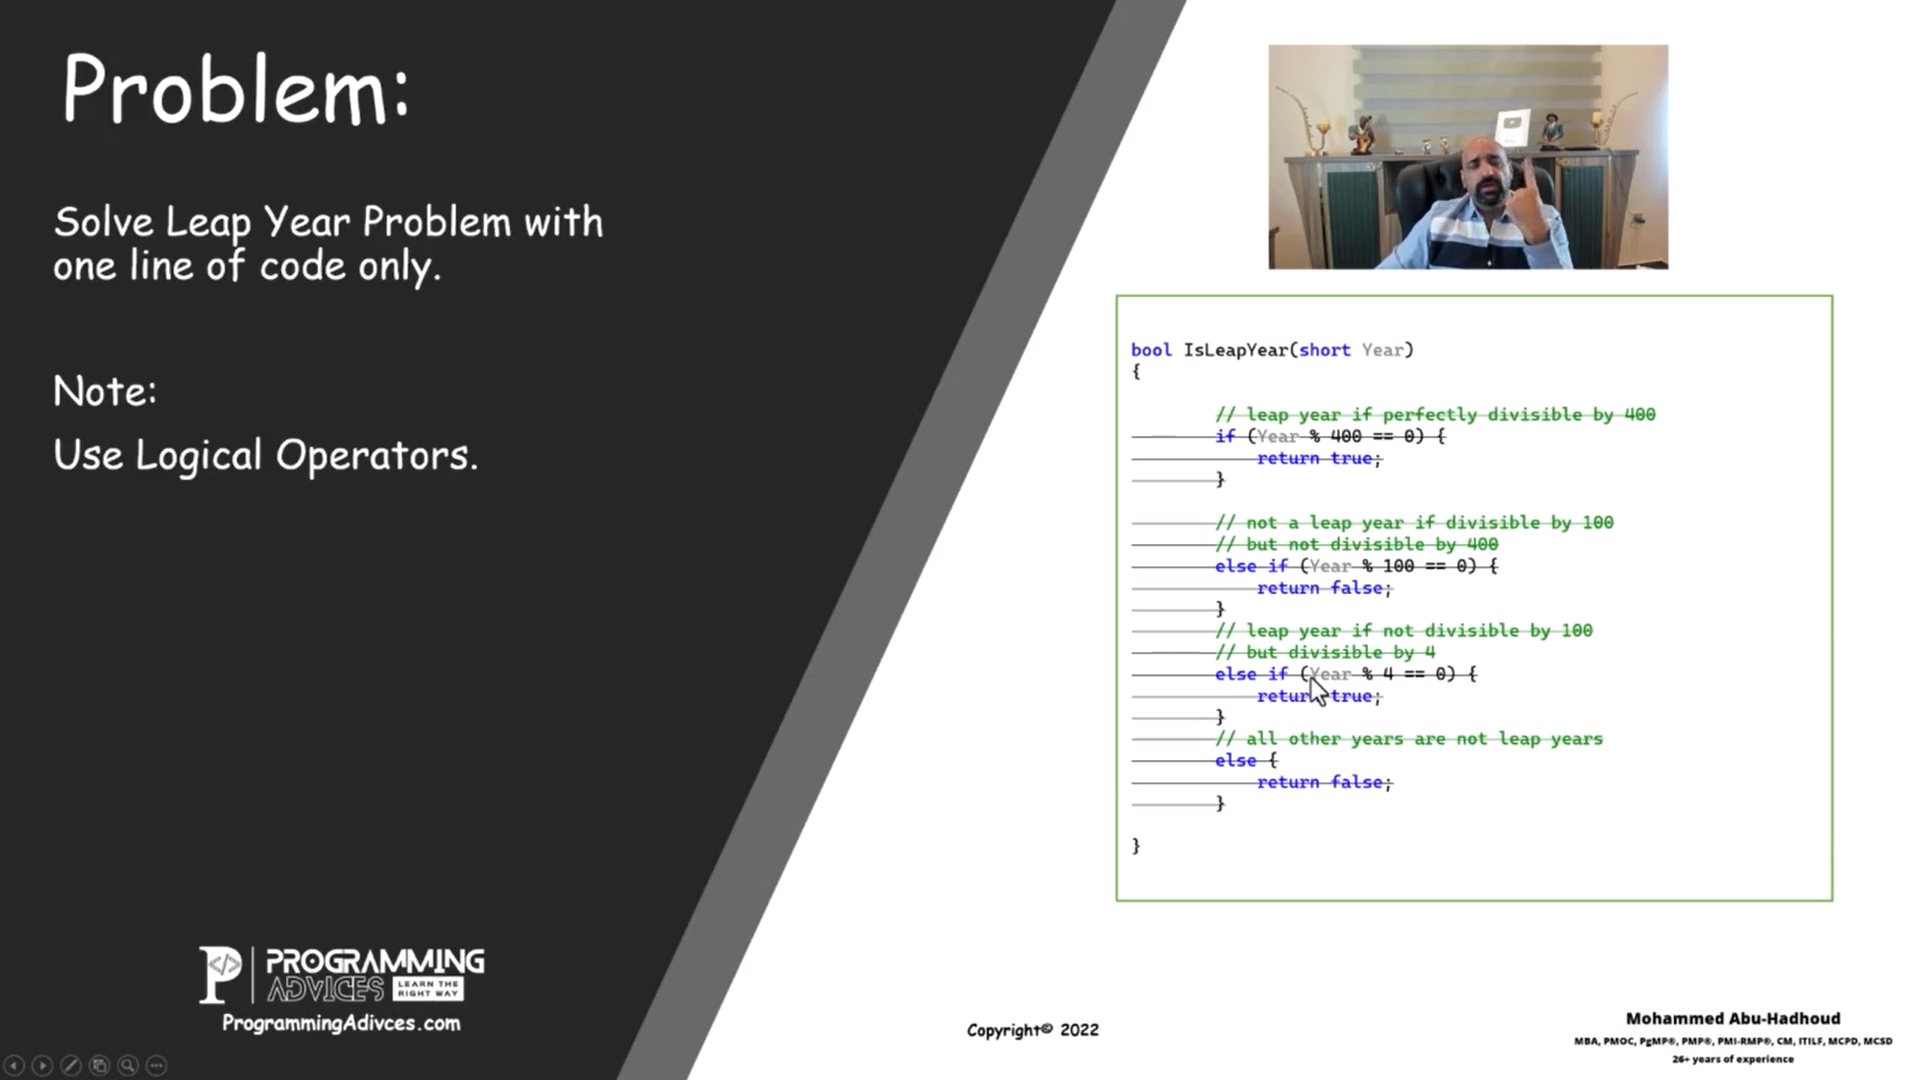 Problem:
Solve Leap Year Problem with
one line of code only.
Note:
Use Logical Operators.
bool IsLeapYear(short Year)
{
// leap year if perfectly divisible by 400
if (Year % 400 == 0) {
return true;
}
// not a leap year if divisible by 100
// but not divisible by 400
else if (Year % 100 == 0) {
return false;
}
// leap year if not divisible by 100
// but divisible by 4
else if (Year % 4 == 0) {
return true;
}
// all other years are not leap years
else {
return false;
}
}
PROGRAMMING
ADVICES LEARN THE
RIGHT WAY
ProgrammingAdivces.com
Copyright© 2022
Mohammed Abu-Hadhoud
MBA, PMOC, PgMP®, PMP®, PMI-RMP®, CM, ITILF, MCPD, MCSD
26+ years of experience